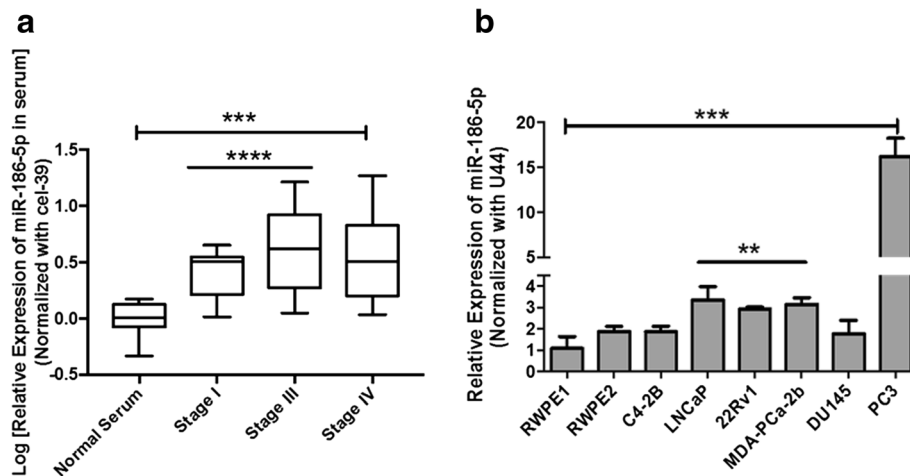 a
Log [Relative Expression of miR-186-5p in serum]
(Normalized with cel-39)
***
****
1.5
1.0
0.5
0.0
-0.5
Normal Serum
Stage I
Stage III
Stage IV
b
Relative Expression of miR-186-5p
(Normalized with U44)
***
**
20
15
10
5
4
3
2
1
0
RWPE1
RWPE2
C4-2B
LNCaP
22Rv1
MDA-PCa-2b
DU145
PC3